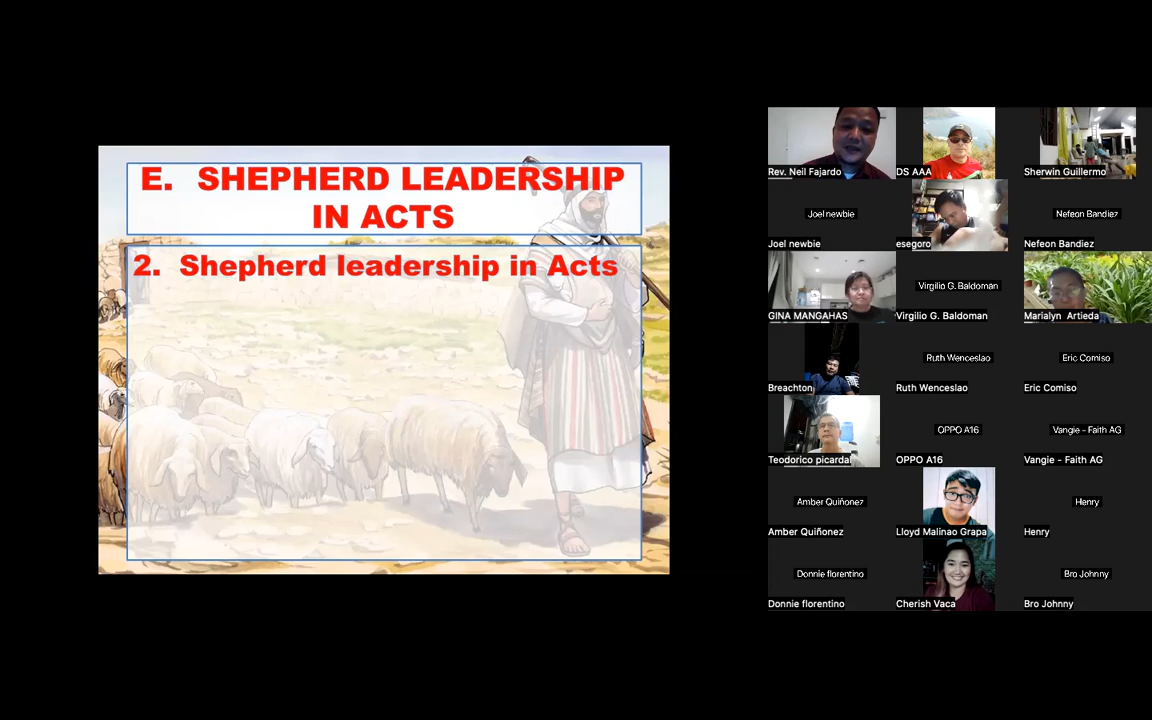 E. SHEPHERD LEADERSHIP
IN ACTS
2. Shepherd leadership in Acts
Rev. Neil Fajardo
DS AAA
Sherwin Guillermo
Joel newbie
Joel newbie
esegoro
Nefeon Bandiez
Nefeon Bandiez
GINA MANGAHAS
Virgilio G. Baldoman
Virgilio G. Baldoman
Marialyn Artieda
Breachton
Ruth Wenceslao
Ruth Wenceslao
Eric Comiso
Eric Comiso
Teodorico picardal
OPPO A16
OPPO A16
Vangie - Faith AG
Vangie - Faith AG
Amber Quiñonez
Amber Quiñonez
Lloyd Malinao Grapa
Henry
Henry
Donnie florentino
Donnie florentino
Cherish Vaca
Bro Johnny
Bro Johnny